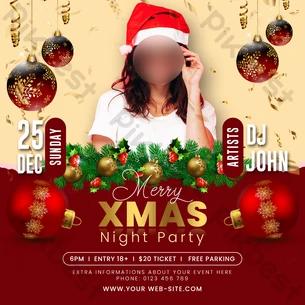 25
DEC
SUNDAY
ARTISTS
DJ
JOHN
Merry
XMAS
Night Party
6PM | ENTRY 18+ | $20 TICKET | FREE PARKING
EXTRA INFORMATIONS ABOUT YOUR EVENT HERE
PHONE: 0123 456 789
WWW.YOUR WEB-SITE.COM